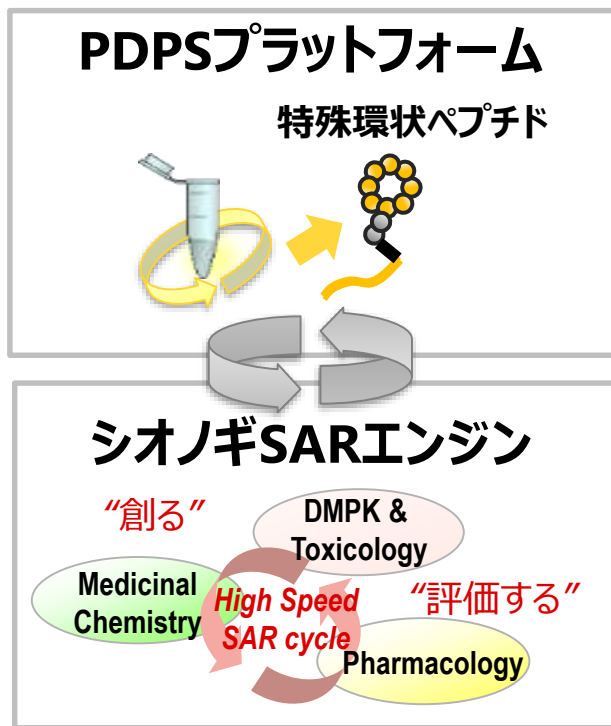 PDPSプラットフォーム
特殊環状ペプチド
シオノギSARエンジン
“創る”
DMPK &
Toxicology
Medicinal
Chemistry
High Speed
SAR cycle
“評価する”
Pharmacology